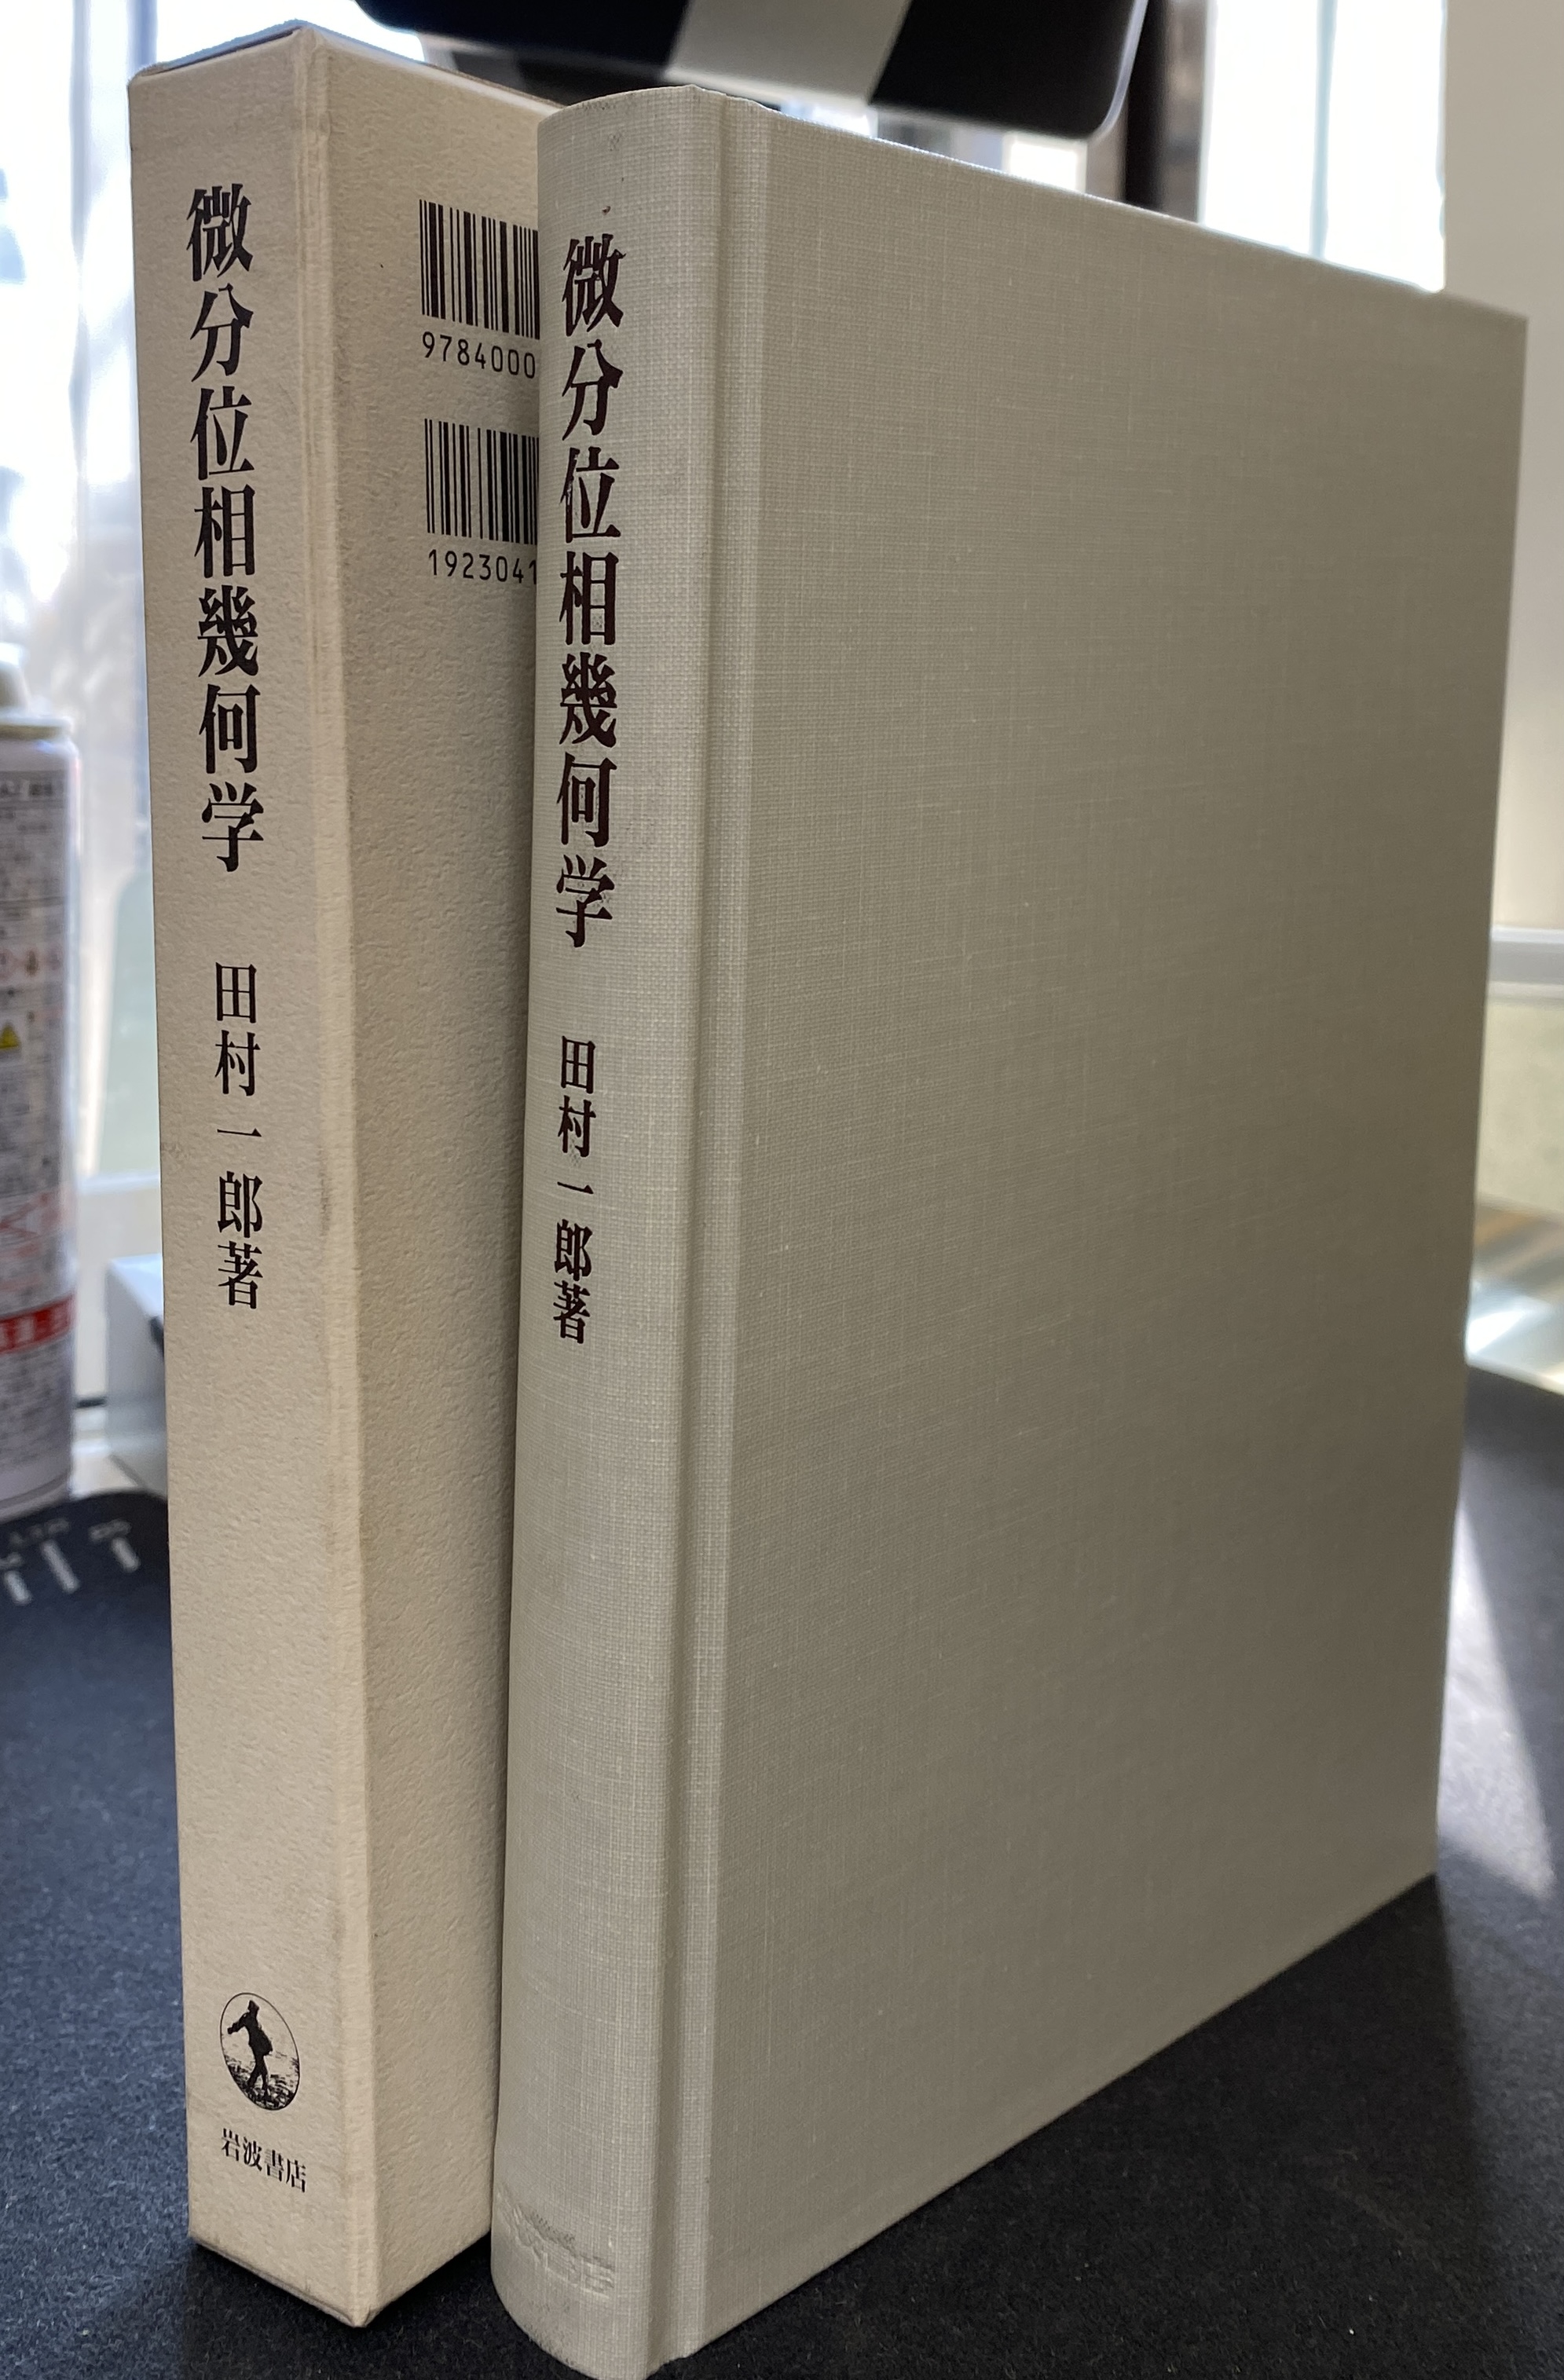 微分位相幾何学
田村一郎著
岩波書店
9784000
1923041
微分位相幾何学
田村一郎著